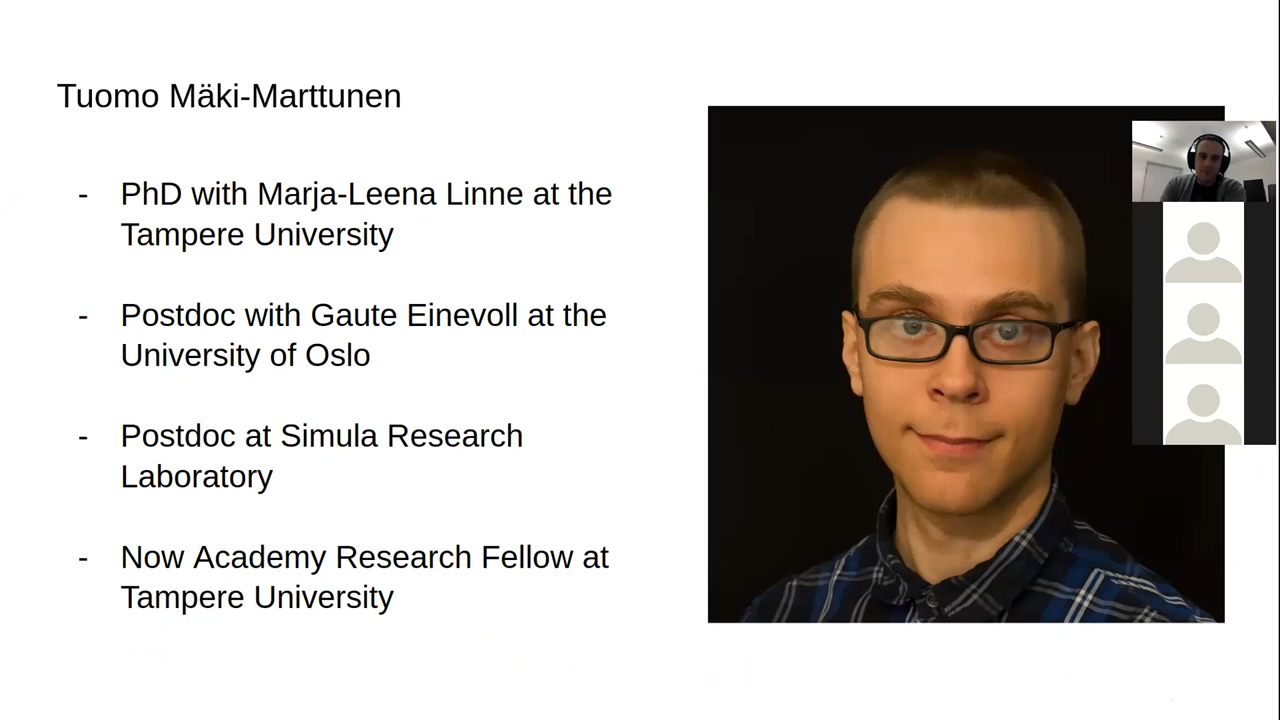 Tuomo Mäki-Marttunen
- PhD with Marja-Leena Linne at the
Tampere University
- Postdoc with Gaute Einevoll at the
University of Oslo
- Postdoc at Simula Research
Laboratory
- Now Academy Research Fellow at
Tampere University